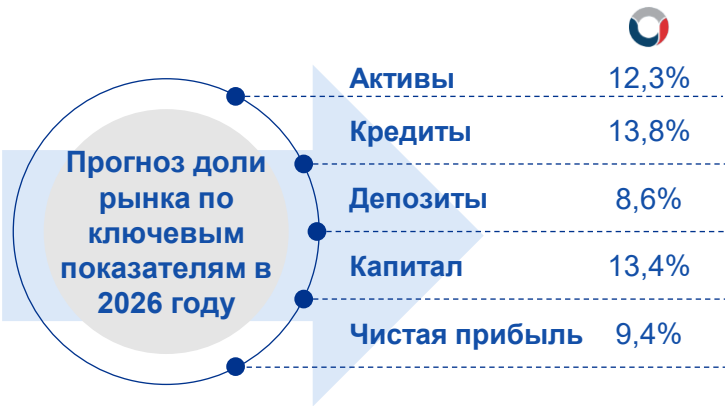 Прогноз доли
рынка по
ключевым
показателям в
2026 году
Активы 12,3%
Кредиты 13,8%
Депозиты 8,6%
Капитал 13,4%
Чистая прибыль 9,4%